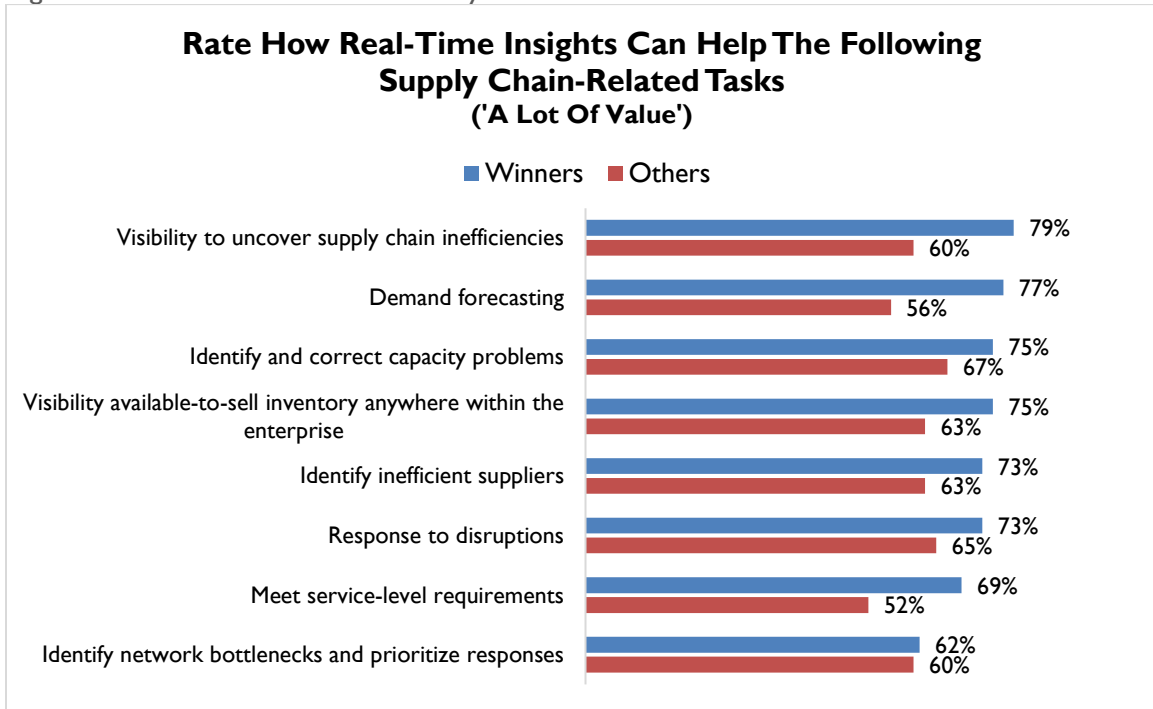 Rate How Real-Time Insights Can Help The Following
Supply Chain-Related Tasks
('A Lot Of Value')
Winners Others
Visibility to uncover supply chain inefficiencies 79%
60%
Demand forecasting 77%
56%
Identify and correct capacity problems 75%
67%
Visibility available-to-sell inventory anywhere within the
enterprise 75%
63%
Identify inefficient suppliers 73%
63%
Response to disruptions 73%
65%
Meet service-level requirements 69%
52%
Identify network bottlenecks and prioritize responses 62%
60%